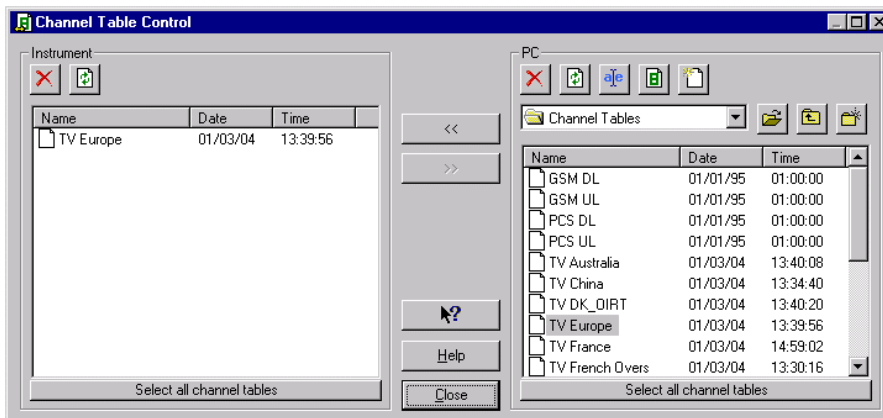 Channel Table Control
Instrument
Name Date Time
TV Europe 01/03/04 13:39:56
Select all channel tables
<<
>>
?
Help
Close
PC
a|e
Channel Tables
Name Date Time
GSM DL 01/01/95 01:00:00
GSM UL 01/01/95 01:00:00
PCS DL 01/01/95 01:00:00
PCS UL 01/01/95 01:00:00
TV Australia 01/03/04 13:40:08
TV China 01/03/04 13:34:40
TV DK_OIRT 01/03/04 13:40:20
TV Europe 01/03/04 13:39:56
TV France 01/03/04 14:59:02
TV French Overs 01/03/04 13:30:16
Select all channel tables